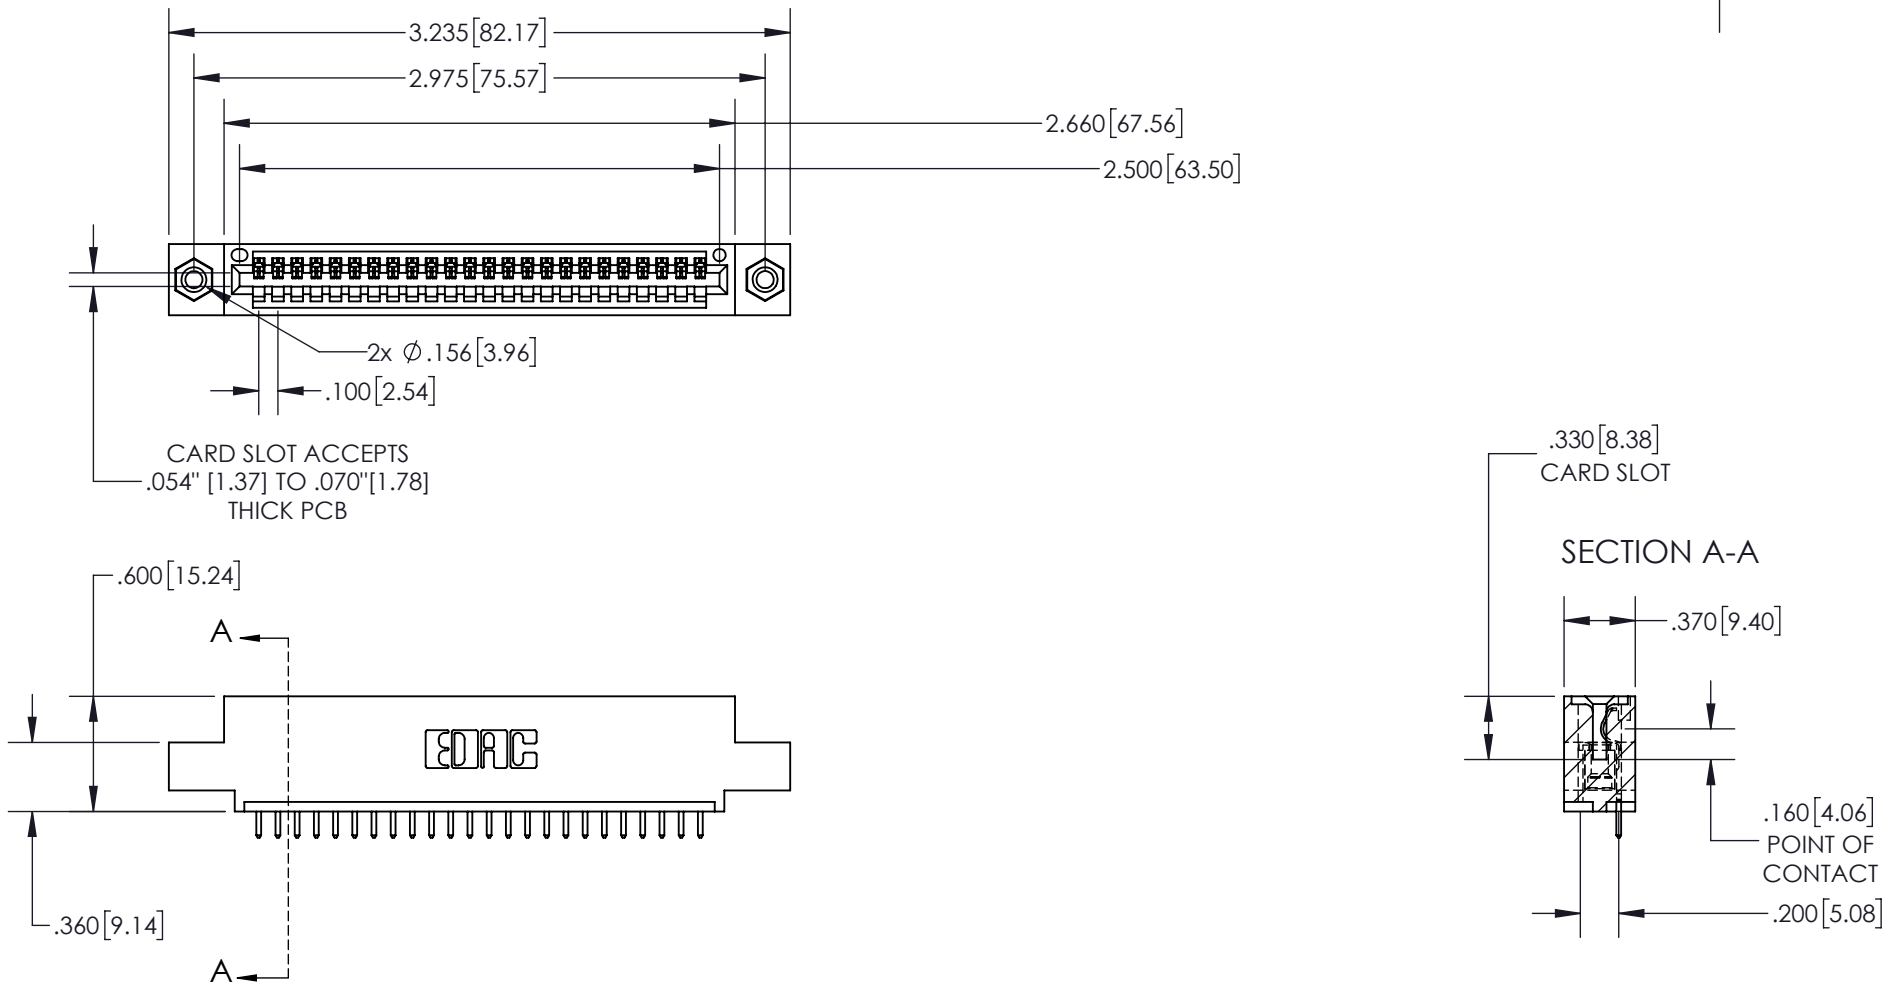 3.235[82.17]
2.975[75.57]
2.660[67.56]
2.500[63.50]
2x Ø.156[3.96]
.100[2.54]
CARD SLOT ACCEPTS
.054" [1.37] TO .070"[1.78]
THICK PCB
.330[8.38]
CARD SLOT
SECTION A-A
.600[15.24]
A
.370[9.40]
EDAC
.160[4.06]
POINT OF
CONTACT
.200[5.08]
.360[9.14]
A